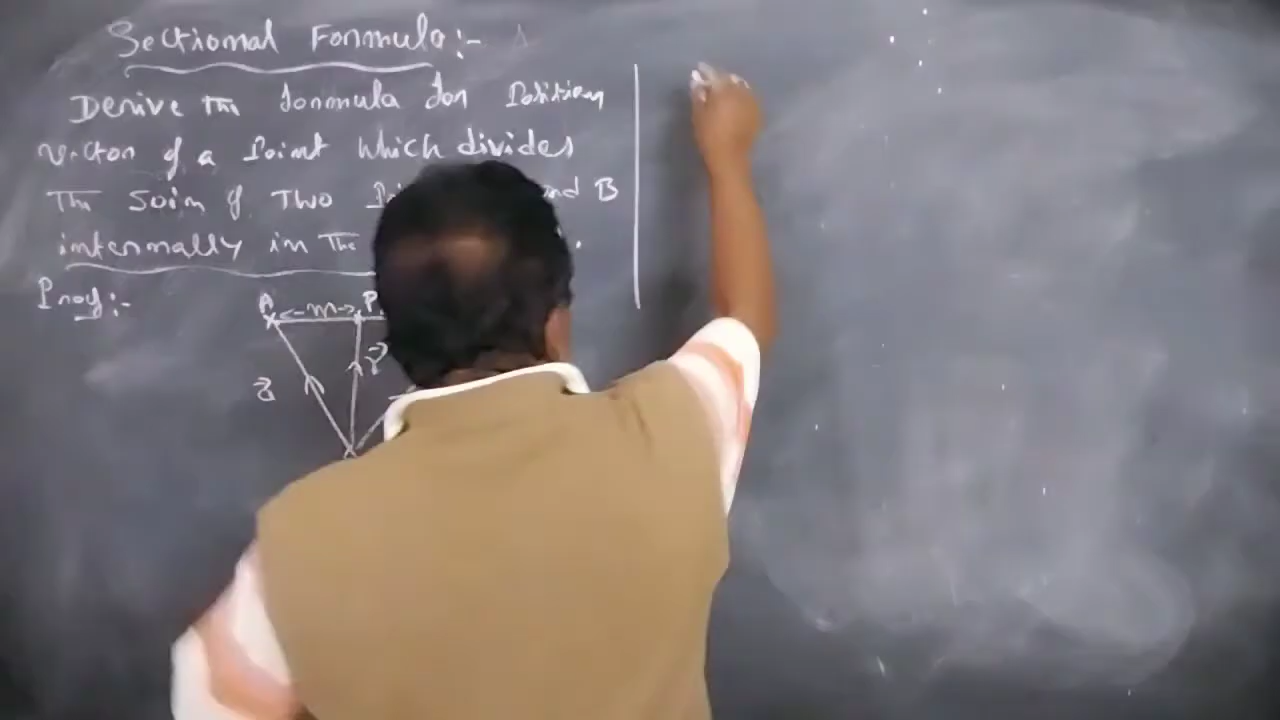 Sectional Formula:-
Derive the formula for Position
vector of a Point which divides
The Join of Two and B
internally in The
Proof:-
A <-m-> P
r
a